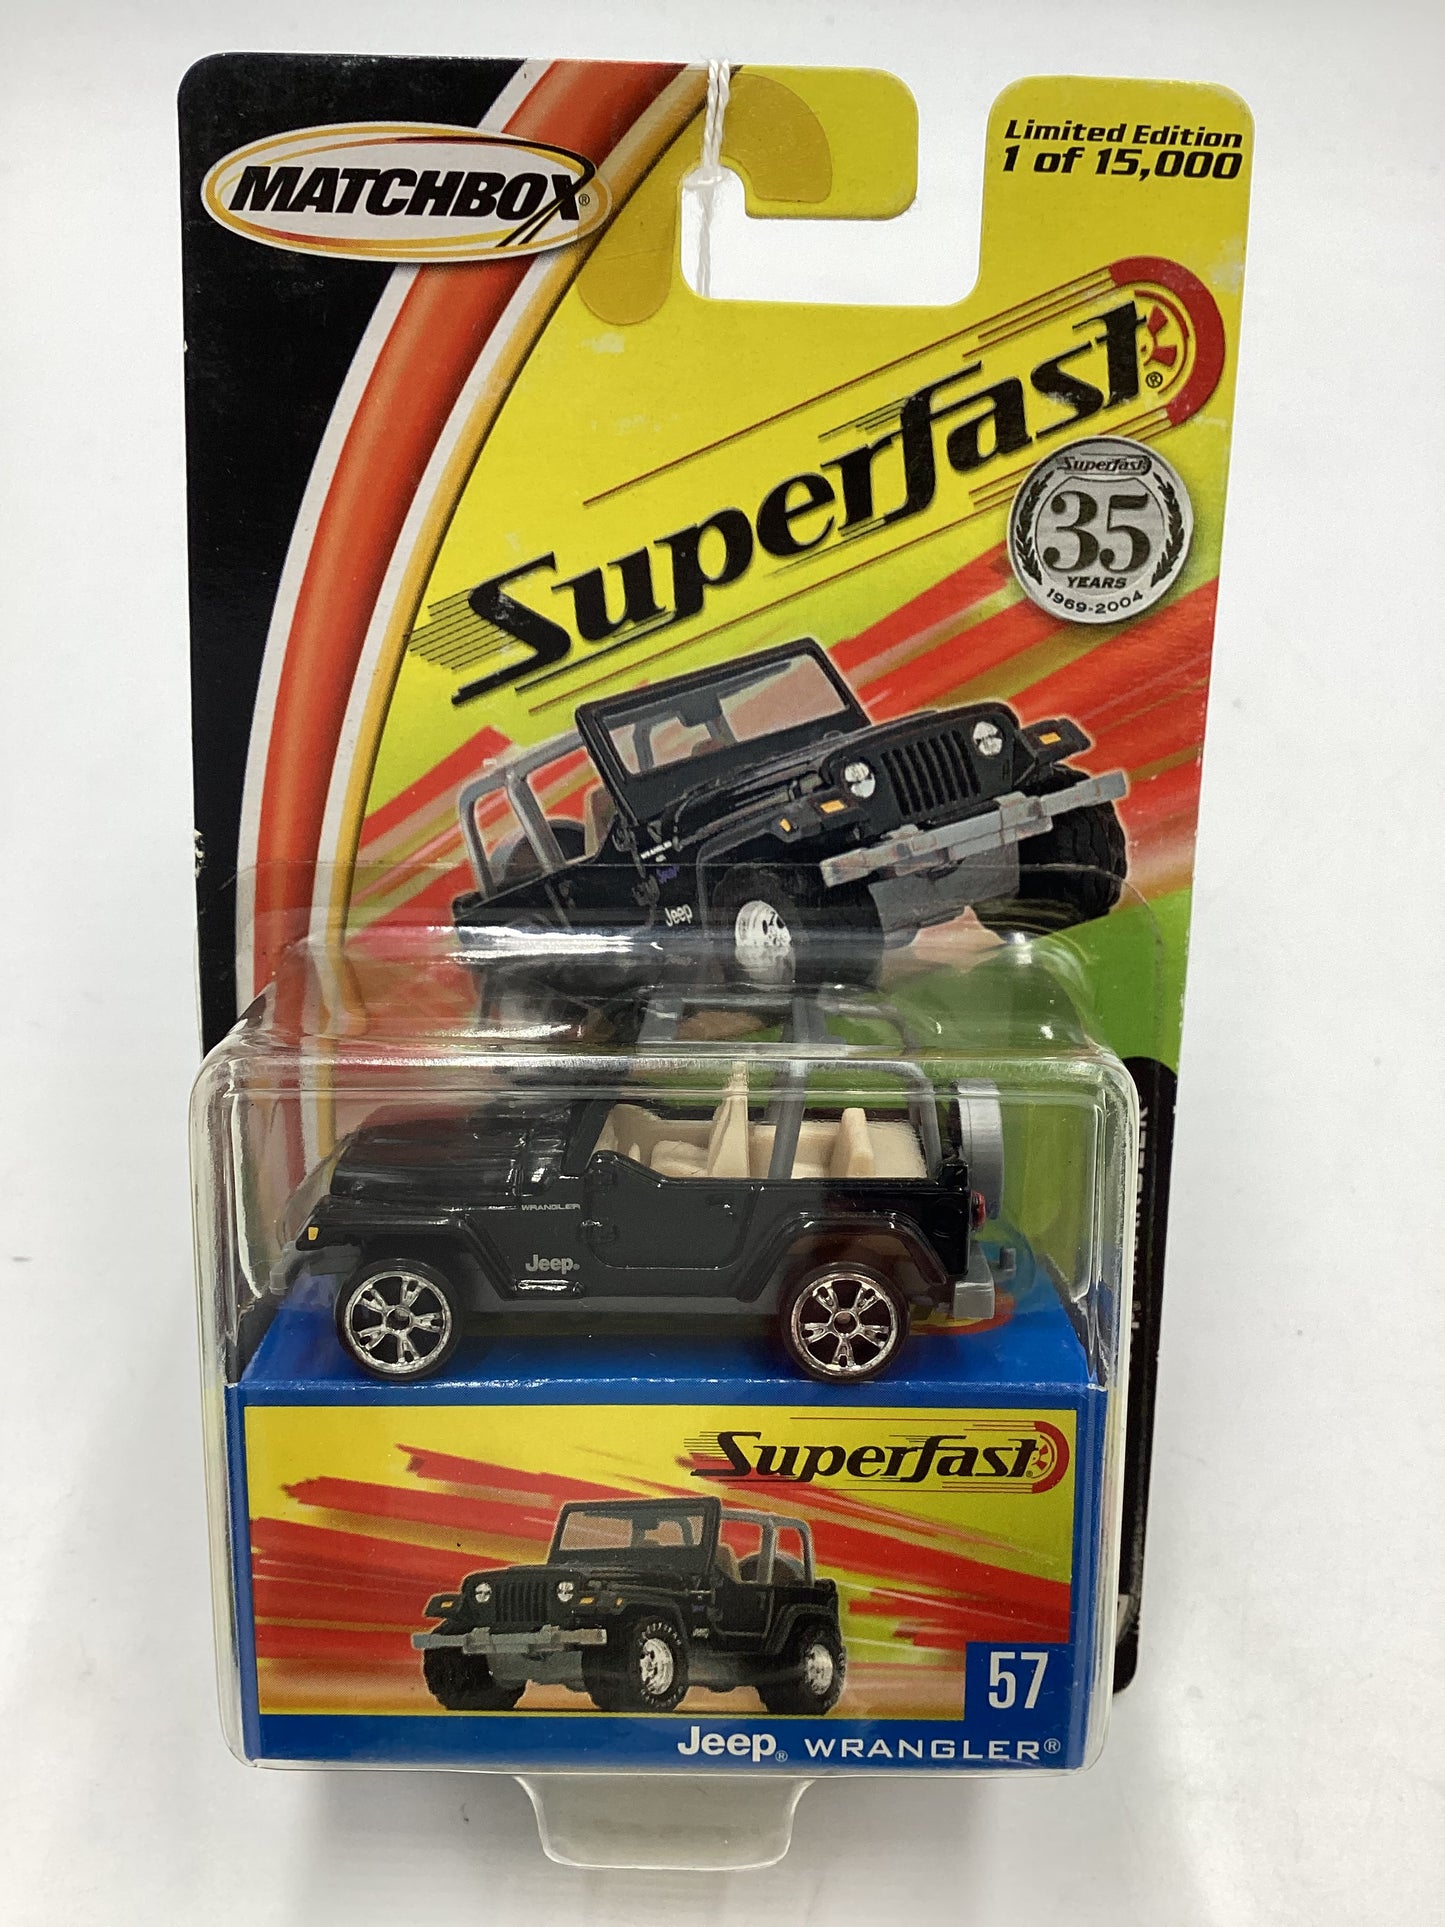 MATCHBOX®
Limited Edition
1 of 15,000
Superfast®
Superfast
35
YEARS
1969-2004
Jeep
WRANGLER
Jeep®
Superfast®
57
Jeep® WRANGLER®